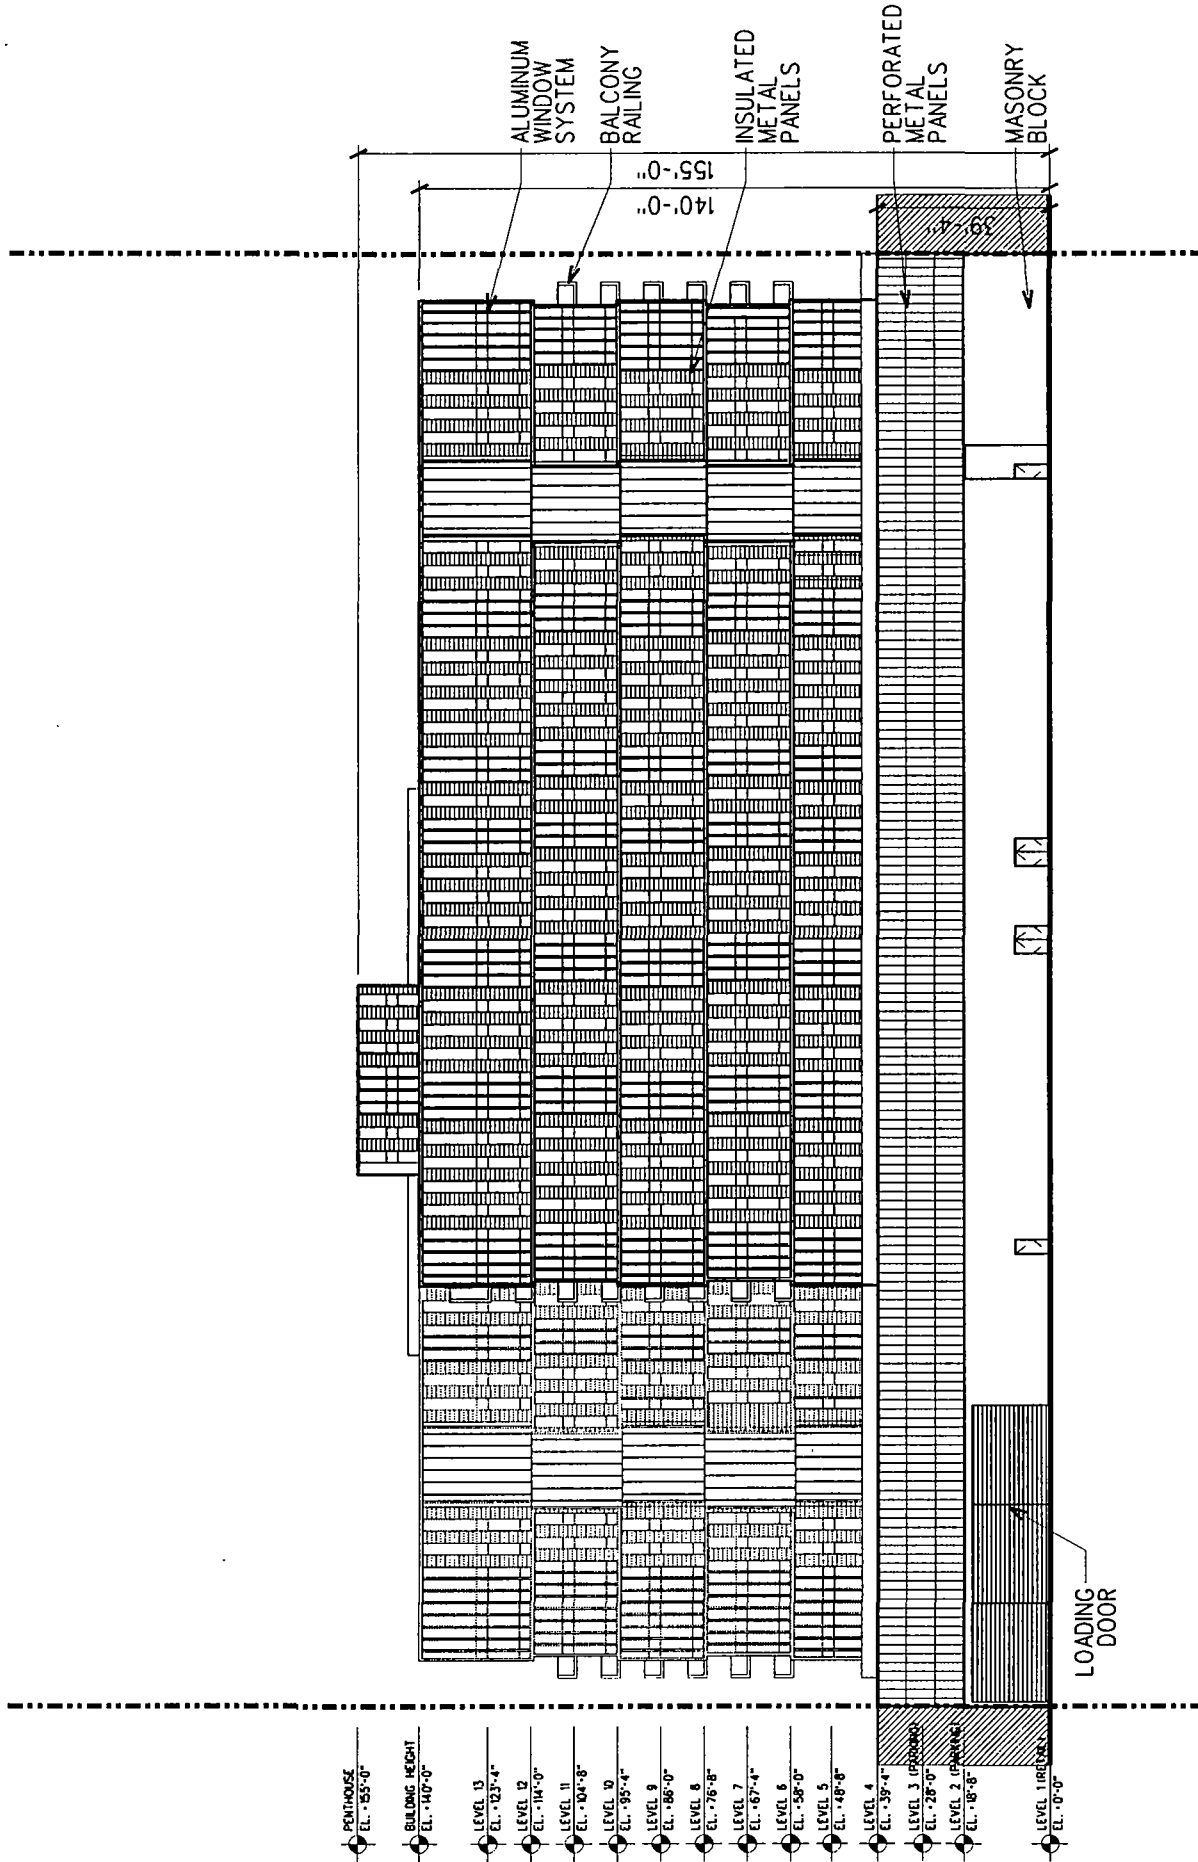 ALUMINUM
WINDOW
SYSTEM
BALCONY
RAILING
INSULATED
METAL
PANELS
PERFORATED
METAL
PANELS
MASONRY
BLOCK
155'-0"
140'-0"
39'-4"
LOADING
DOOR
PENTHOUSE
EL. +155'-0"
BUILDING HEIGHT
EL. +140'-0"
LEVEL 13
EL. +123'-4"
LEVEL 12
EL. +114'-0"
LEVEL 11
EL. +104'-8"
LEVEL 10
EL. +95'-4"
LEVEL 9
EL. +86'-0"
LEVEL 8
EL. +76'-8"
LEVEL 7
EL. +67'-4"
LEVEL 6
EL. +58'-0"
LEVEL 5
EL. +48'-8"
LEVEL 4
EL. +39'-4"
LEVEL 3 (PARKING)
EL. +28'-0"
LEVEL 2 (PARKING)
EL. +18'-8"
LEVEL 1 (RETAIL)
EL. +0'-0"